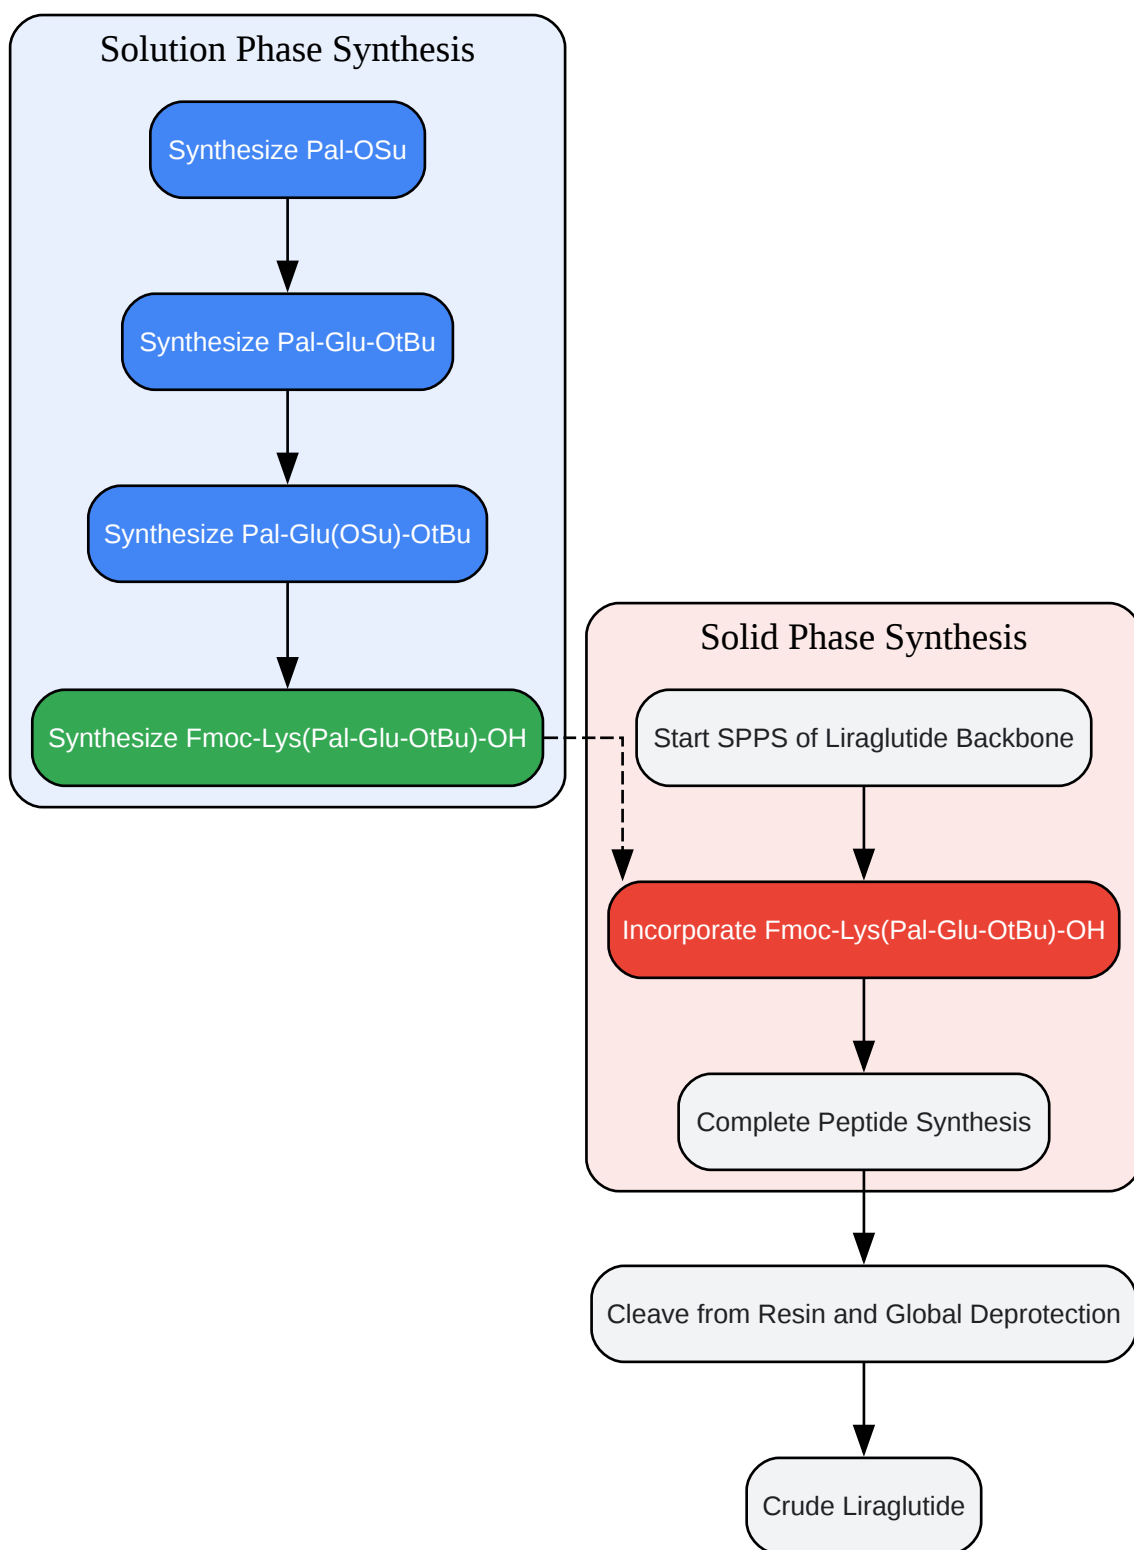 Solution Phase Synthesis
Synthesize Pal-OSu
Synthesize Pal-Glu-OtBu
Synthesize Pal-Glu(OSu)-OtBu
Synthesize Fmoc-Lys(Pal-Glu-OtBu)-OH
Solid Phase Synthesis
Start SPPS of Liraglutide Backbone
Incorporate Fmoc-Lys(Pal-Glu-OtBu)-OH
Complete Peptide Synthesis
Cleave from Resin and Global Deprotection
Crude Liraglutide